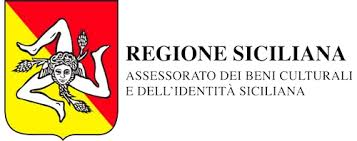 REGIONE SICILIANA
ASSESSORATO DEI BENI CULTURALI
E DELL'IDENTITÀ SICILIANA